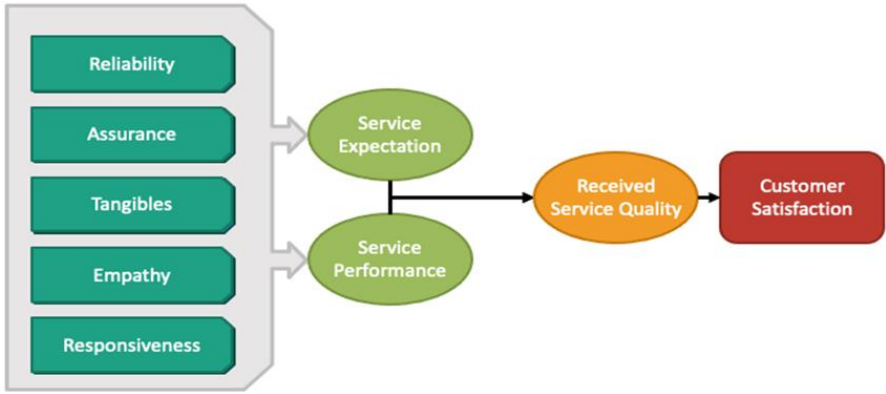 Reliability
Assurance
Tangibles
Empathy
Responsiveness
Service
Expectation
Service
Performance
Received
Service Quality
Customer
Satisfaction